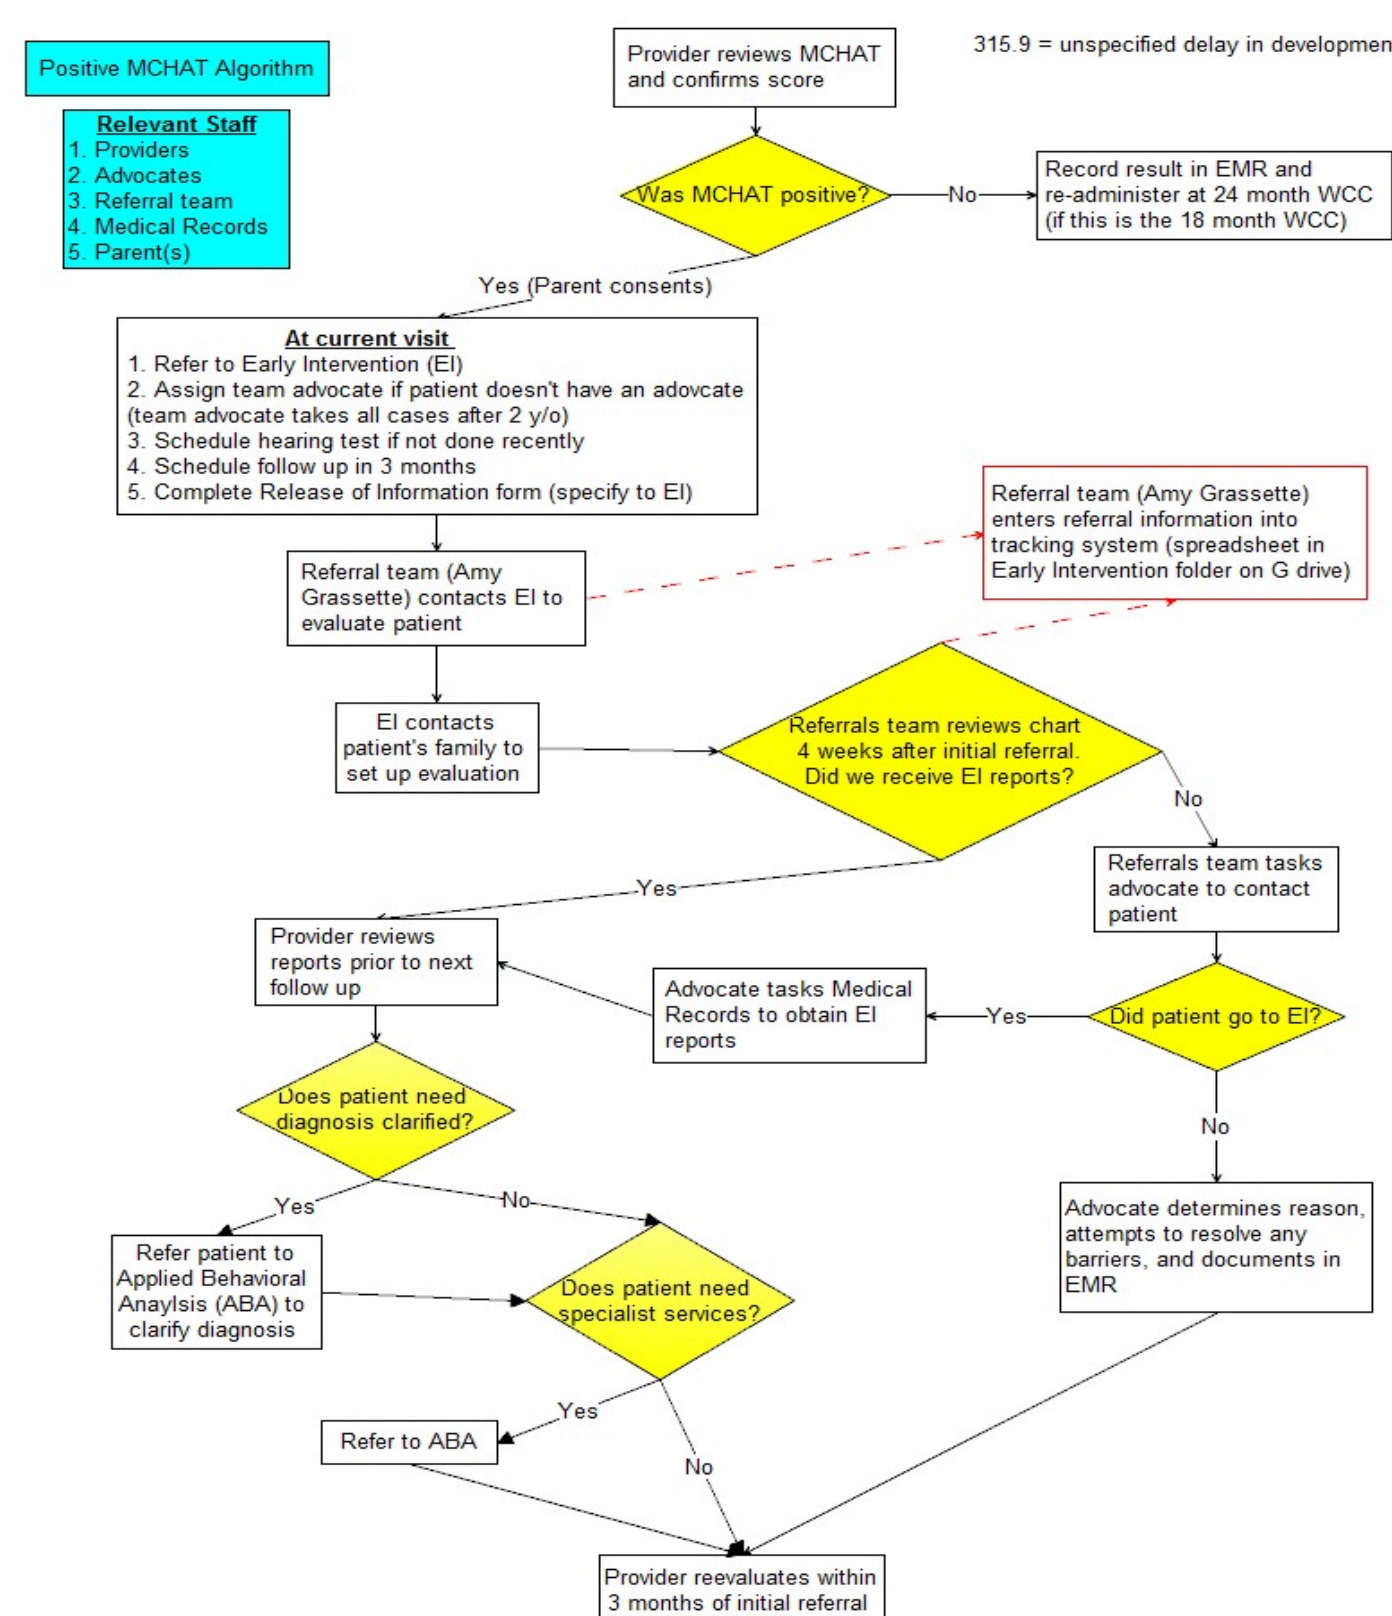 Positive MCHAT Algorithm
Relevant Staff
1. Providers
2. Advocates
3. Referral team
4. Medical Records
5. Parent(s)
Provider reviews MCHAT
and confirms score
315.9 = unspecified delay in developmen
Was MCHAT positive?
No
Record result in EMR and
re-administer at 24 month WCC
(if this is the 18 month WCC)
Yes (Parent consents)
At current visit
1. Refer to Early Intervention (EI)
2. Assign team advocate if patient doesn't have an adovcate
(team advocate takes all cases after 2 y/o)
3. Schedule hearing test if not done recently
4. Schedule follow up in 3 months
5. Complete Release of Information form (specify to EI)
Referral team (Amy Grassette)
enters referral information into
tracking system (spreadsheet in
Early Intervention folder on G drive)
Referral team (Amy
Grassette) contacts EI to
evaluate patient
EI contacts
patient's family to
set up evaluation
Referrals team reviews chart
4 weeks after initial referral.
Did we receive EI reports?
No
Yes
Referrals team tasks
advocate to contact
patient
Provider reviews
reports prior to next
follow up
Advocate tasks Medical
Records to obtain EI
reports
Yes
Did patient go to EI?
No
Does patient need
diagnosis clarified?
Yes
No
Advocate determines reason,
attempts to resolve any
barriers, and documents in
EMR
Refer patient to
Applied Behavioral
Anaylsis (ABA) to
clarify diagnosis
Does patient need
specialist services?
Yes
No
Refer to ABA
Provider reevaluates within
3 months of initial referral